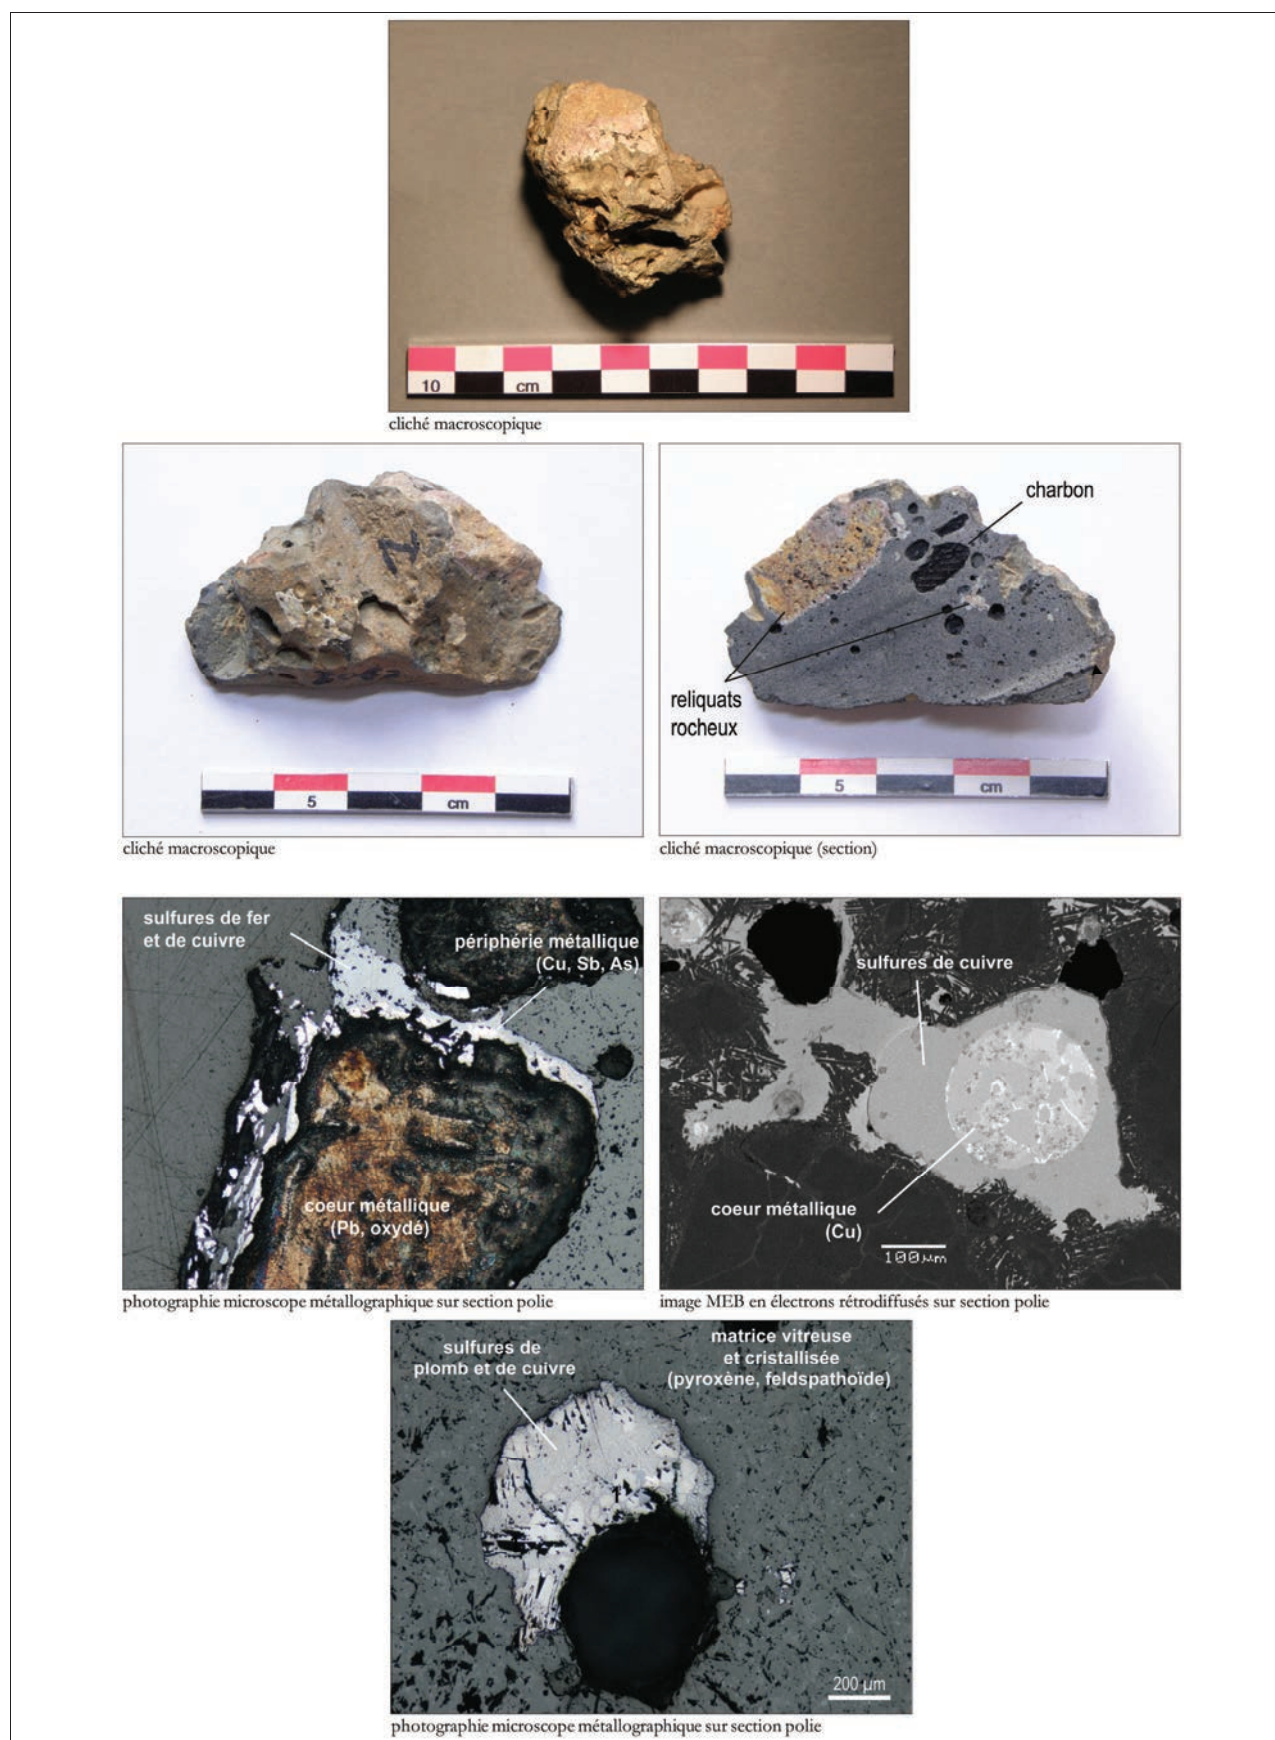 10 cm
cliché macroscopique
5 cm
cliché macroscopique
charbon
reliquats
rocheux
5 cm
cliché macroscopique (section)
sulfures de fer
et de cuivre
périphérie métallique
(Cu, Sb, As)
coeur métallique
(Pb, oxydé)
photographie microscope métallographique sur section polie
sulfures de cuivre
coeur métallique
(Cu)
100µm
image MEB en électrons rétrodiffusés sur section polie
sulfures de
plomb et de cuivre
matrice vitreuse
et cristallisée
(pyroxène, feldspathoïde)
200 µm
photographie microscope métallographique sur section polie